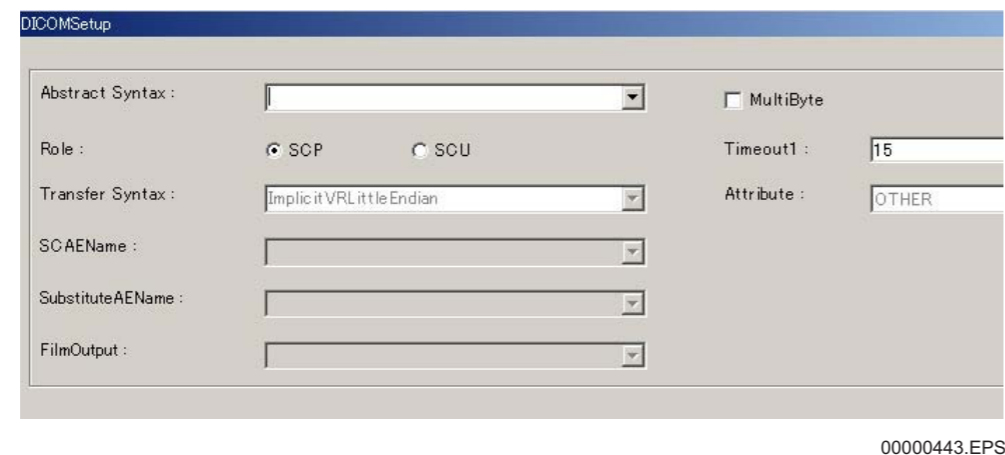 DICOMSetup
Abstract Syntax :
MultiByte
Role : SCP SCU Timeout1 : 15
Transfer Syntax : ImplicitVRLittleEndian Attribute : OTHER
SCAEName :
SubstituteAEName :
FilmOutput :
00000443.EPS